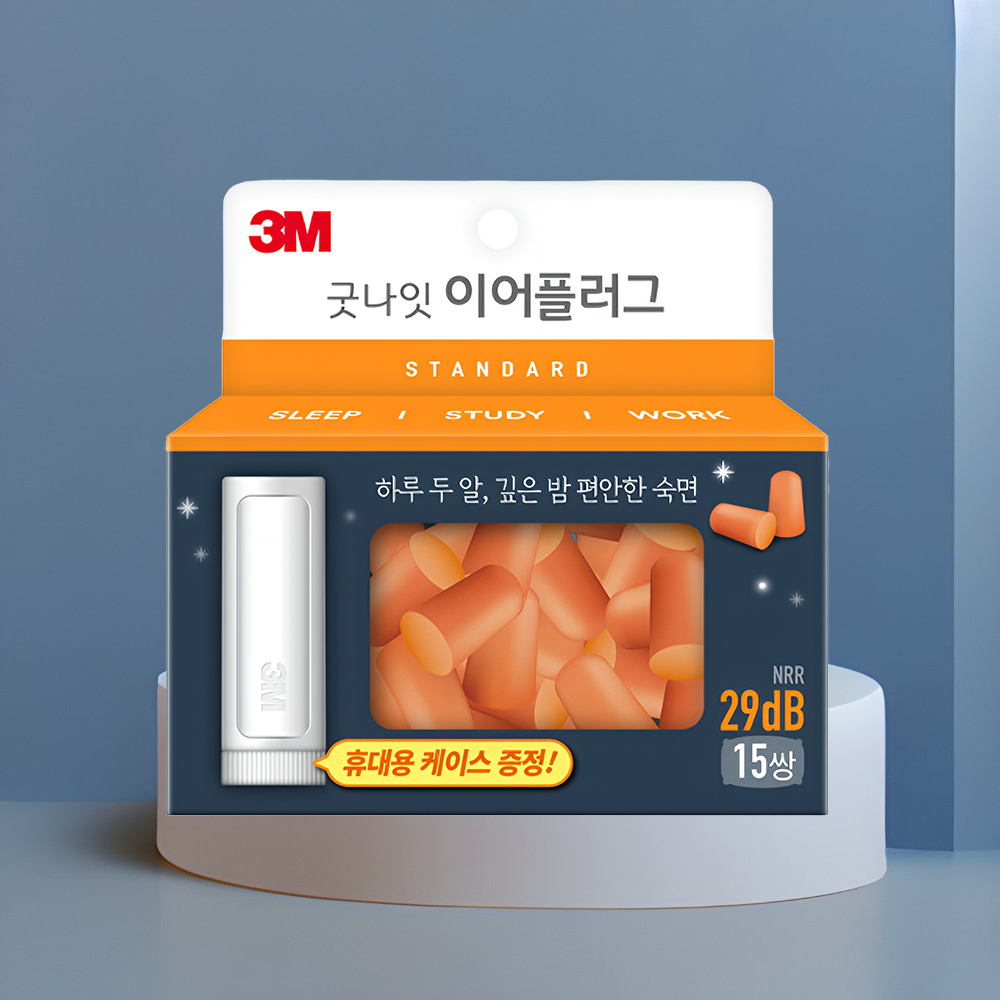 3M
굿나잇 이어플러그
STANDARD
SLEEP I STUDY I WORK
하루 두 알, 깊은 밤 편안한 숙면
3M
휴대용 케이스 증정!
NRR
29dB
15쌍